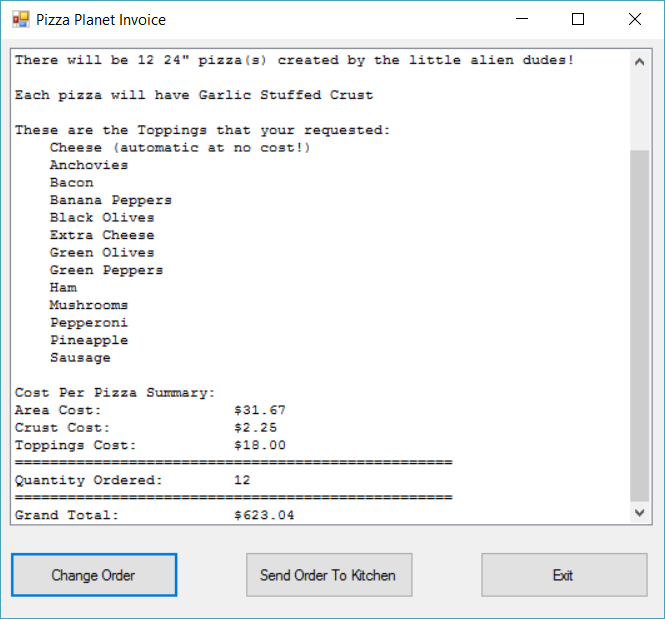 Pizza Planet Invoice
There will be 12 24" pizza(s) created by the little alien dudes!
Each pizza will have Garlic Stuffed Crust
These are the Toppings that your requested:
Cheese (automatic at no cost!)
Anchovies
Bacon
Banana Peppers
Black Olives
Extra Cheese
Green Olives
Green Peppers
Ham
Mushrooms
Pepperoni
Pineapple
Sausage
Cost Per Pizza Summary:
Area Cost: $31.67
Crust Cost: $2.25
Toppings Cost: $18.00
==================================================
Quantity Ordered: 12
==================================================
Grand Total: $623.04
Change Order
Send Order To Kitchen
Exit